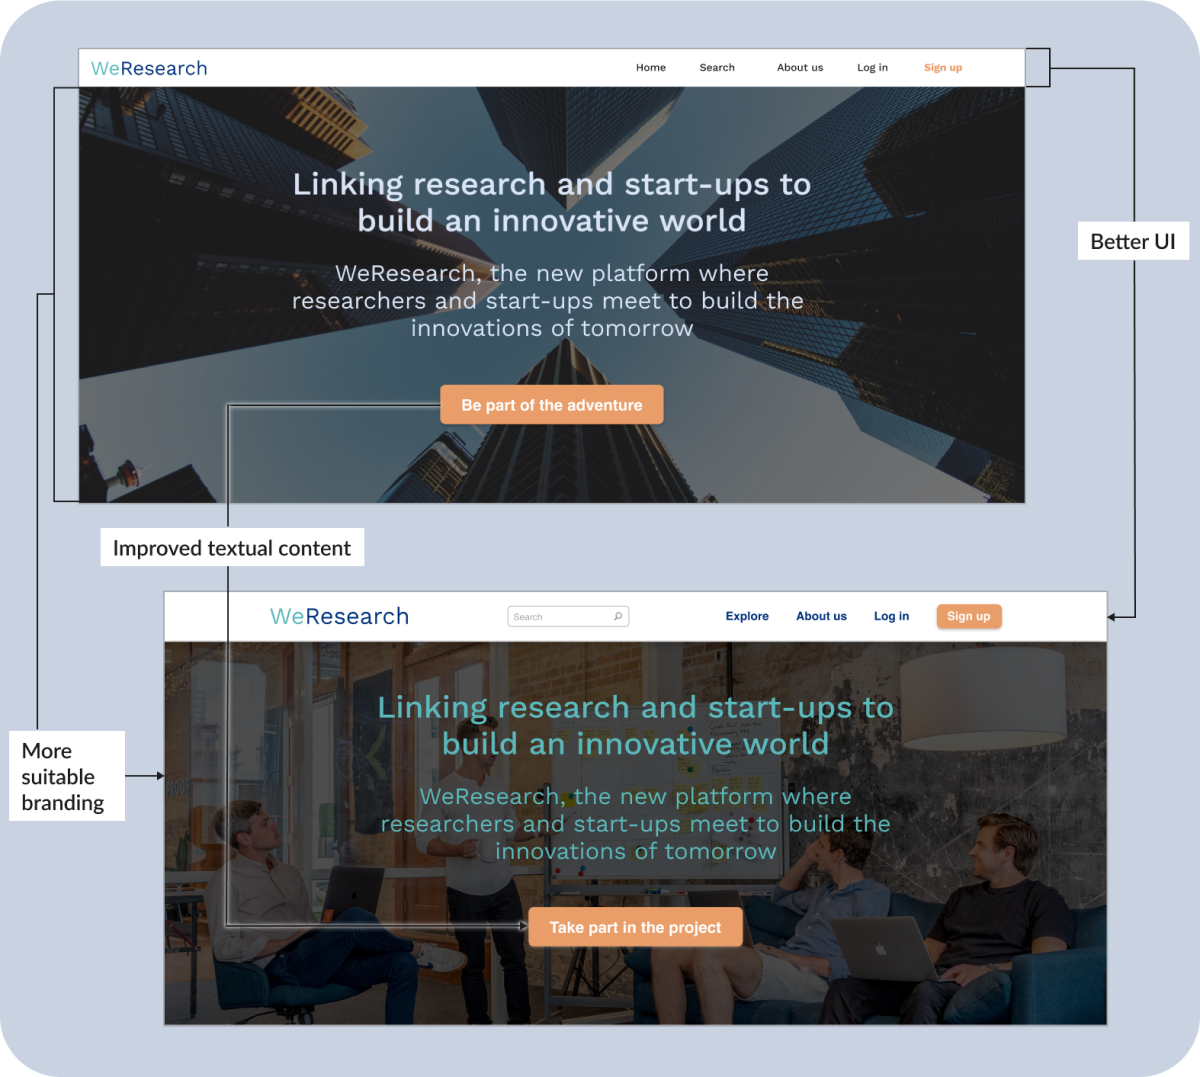 WeResearch
Home Search About us Log in Sign up
Linking research and start-ups to
build an innovative world
WeResearch, the new platform where
researchers and start-ups meet to build the
innovations of tomorrow
Be part of the adventure
Better UI
Improved textual content
WeResearch
Search
Explore About us Log in Sign up
Linking research and start-ups to
build an innovative world
WeResearch, the new platform where
researchers and start-ups meet to build the
innovations of tomorrow
Take part in the project
More
suitable
branding